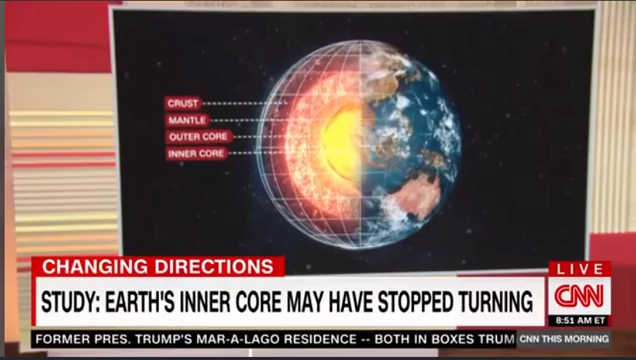 CRUST
MANTLE
OUTER CORE
INNER CORE
CHANGING DIRECTIONS
STUDY: EARTH'S INNER CORE MAY HAVE STOPPED TURNING
LIVE
CNN
8:51 AM ET
FORMER PRES. TRUMP'S MAR-A-LAGO RESIDENCE -- BOTH IN BOXES TRUM
CNN THIS MORNING